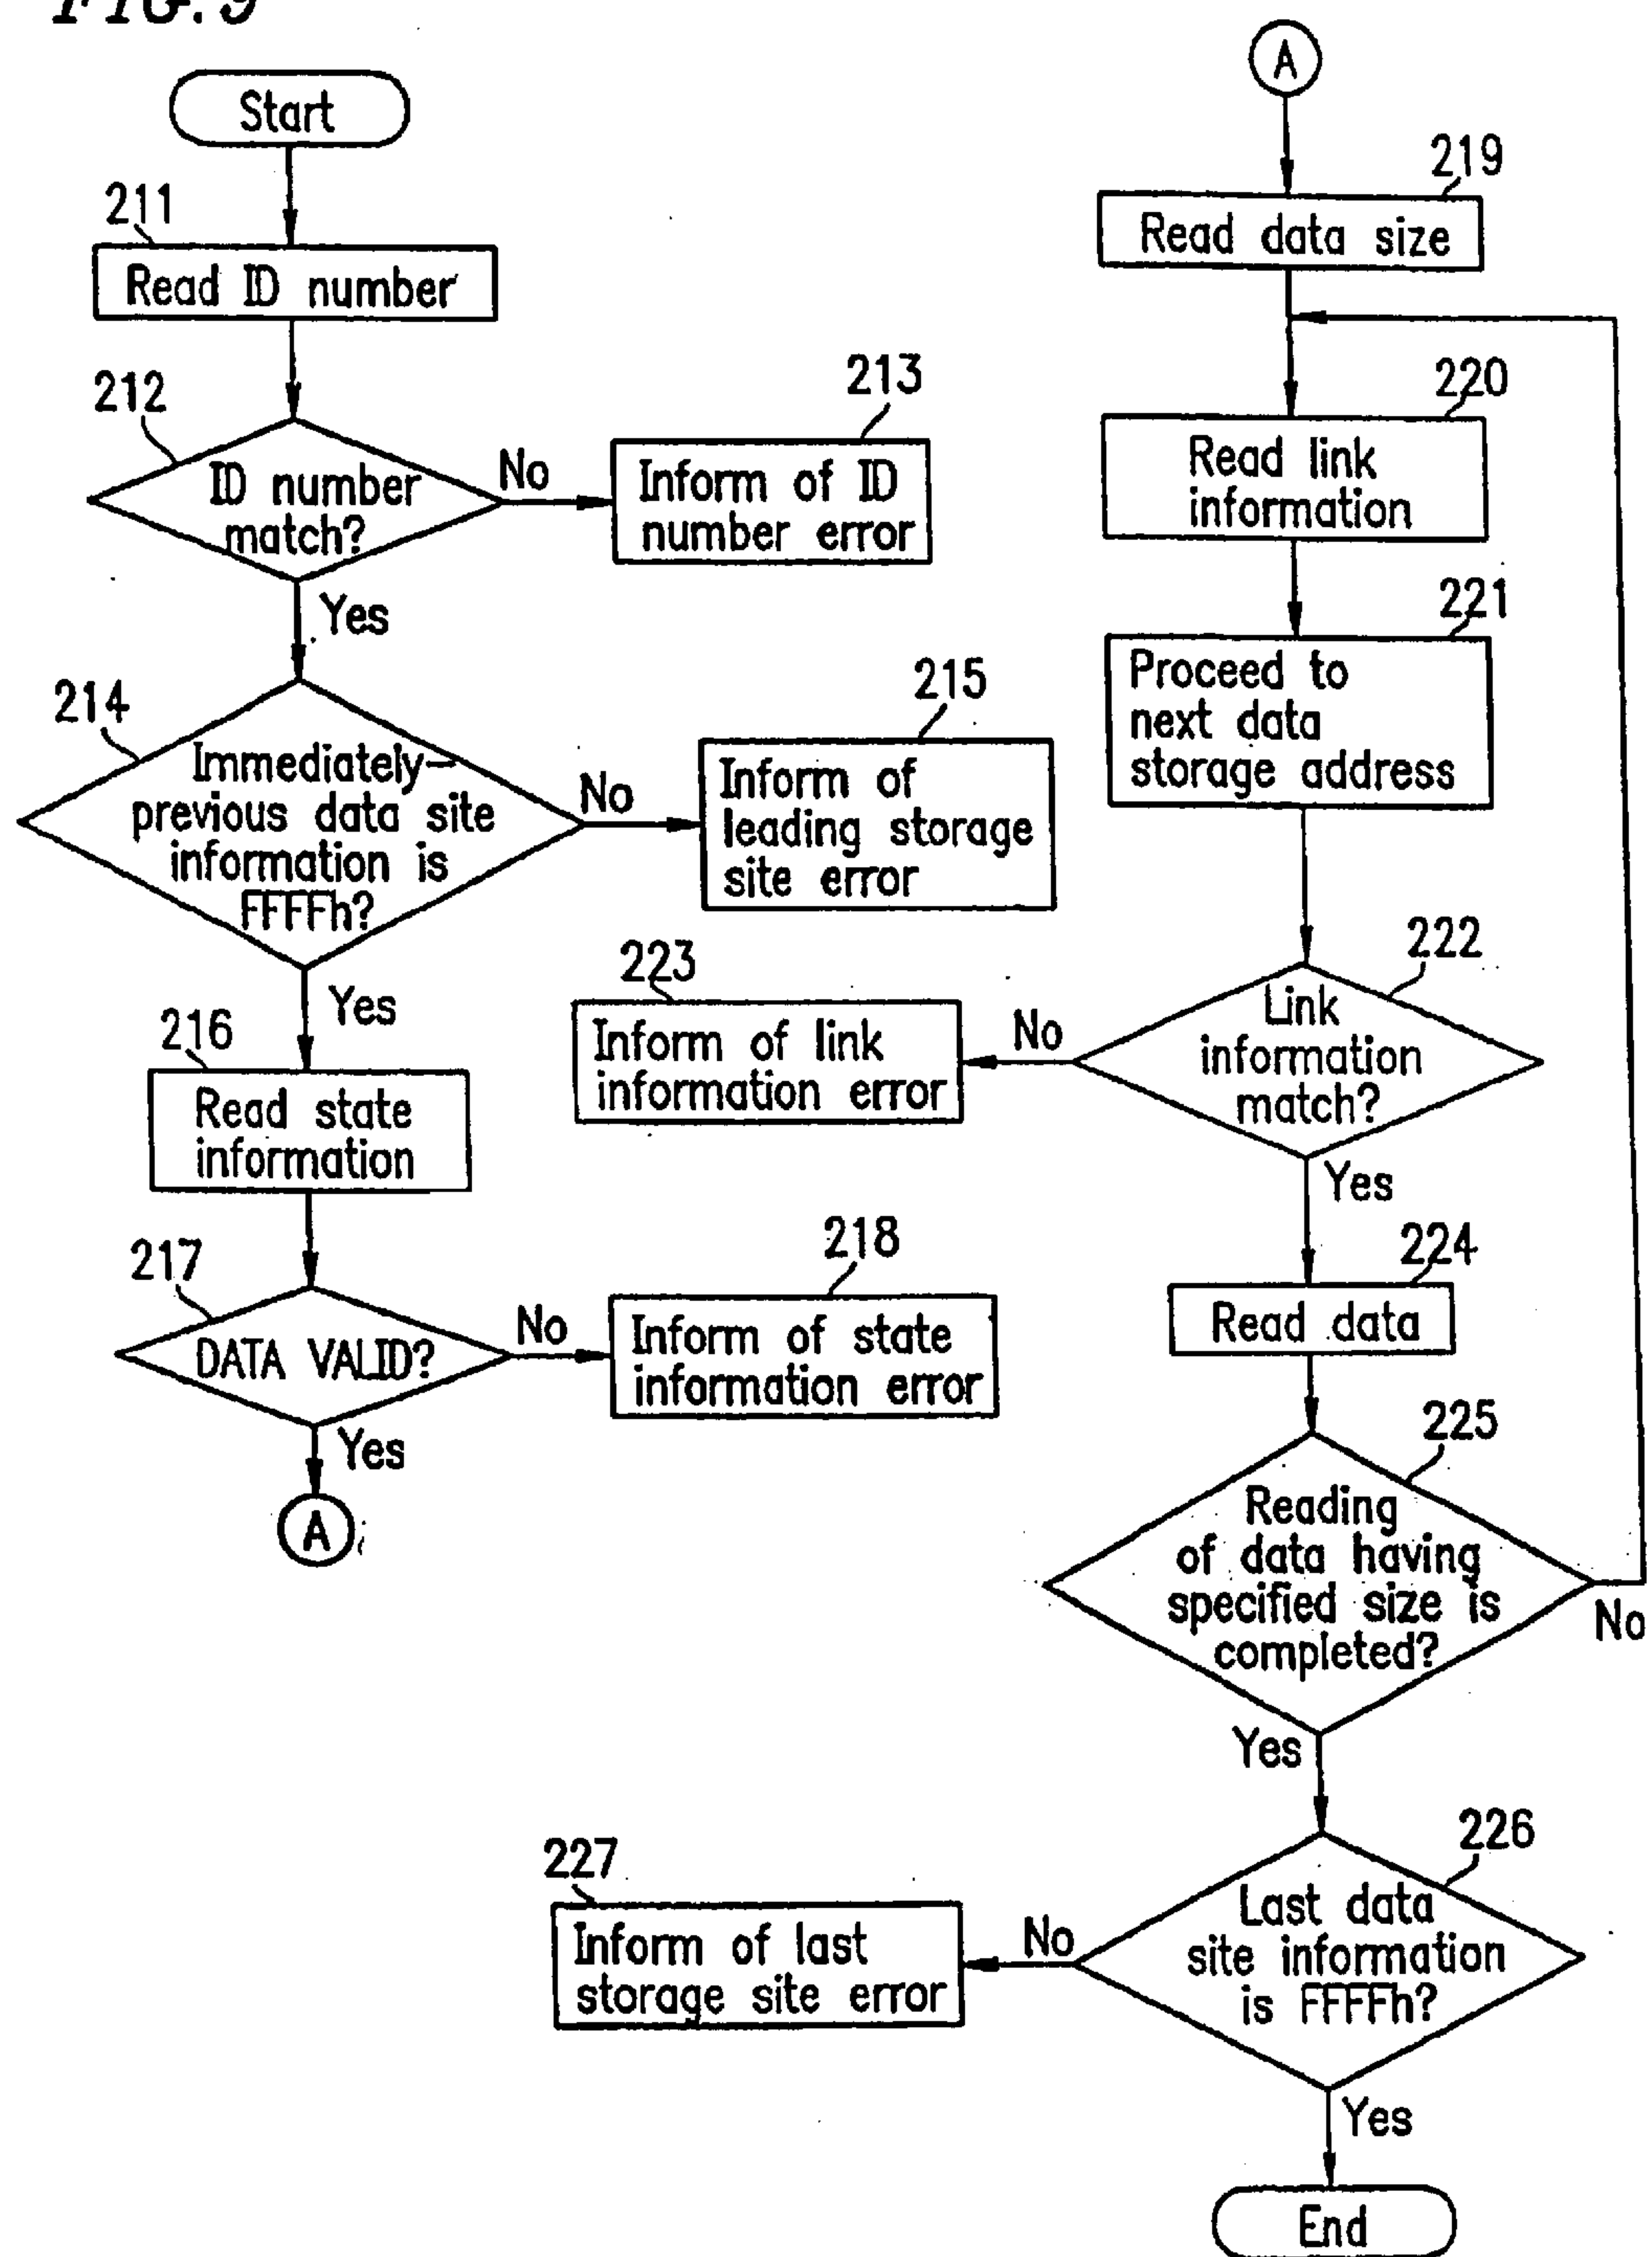 FIG. 9
Start
211
Read ID number
212
ID number
match?
No
213
Inform of ID
number error
Yes
214
Immediately-
previous data site
information is
FFFFh?
No
215
Inform of
leading storage
site error
Yes
216
Read state
information
217
DATA VALID?
No
218
Inform of state
information error
Yes
A
A
219
Read data size
220
Read link
information
221
Proceed to
next data
storage address
222
Link
information
match?
No
223
Inform of link
information error
Yes
224
Read data
225
Reading
of data having
specified size is
completed?
No
Yes
226
Last data
site information
is FFFFh?
No
227
Inform of last
storage site error
Yes
End